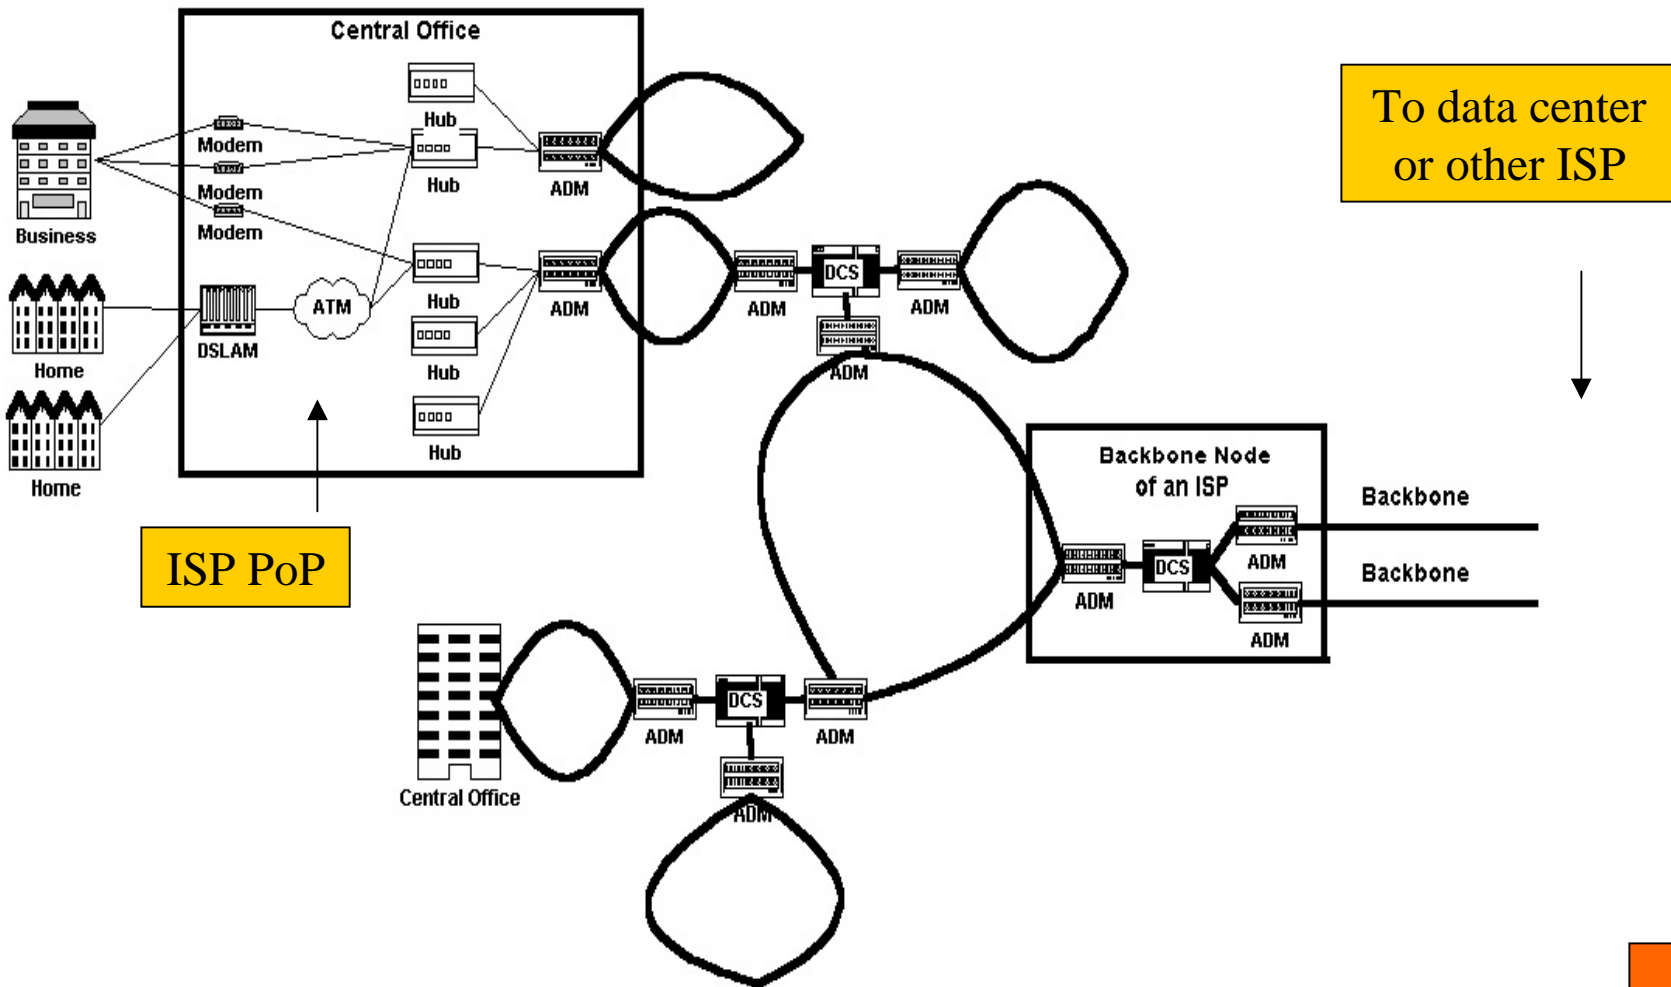 Central Office
To data center
or other ISP
Hub
Modem
Modem
Hub
ADM
Modem
Business
DCS
Hub
ATM
ADM
ADM
ADM
DSLAM
Home
Hub
ADM
Hub
Home
Backbone Node
of an ISP
Backbone
ISP PoP
ADM
DCS
Backbone
ADM
ADM
DCS
ADM
ADM
Central Office
ADM